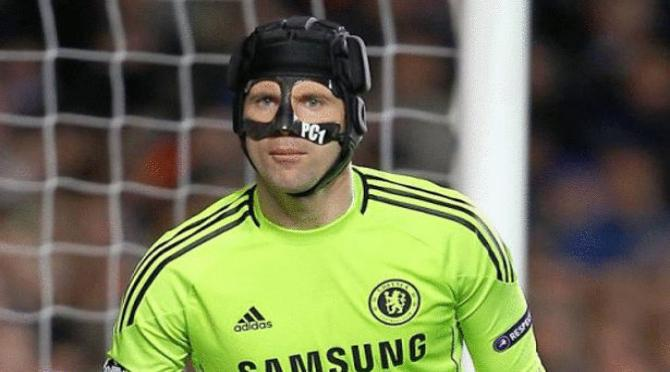 PC1
adidas
SAMSUNG
RESPECT